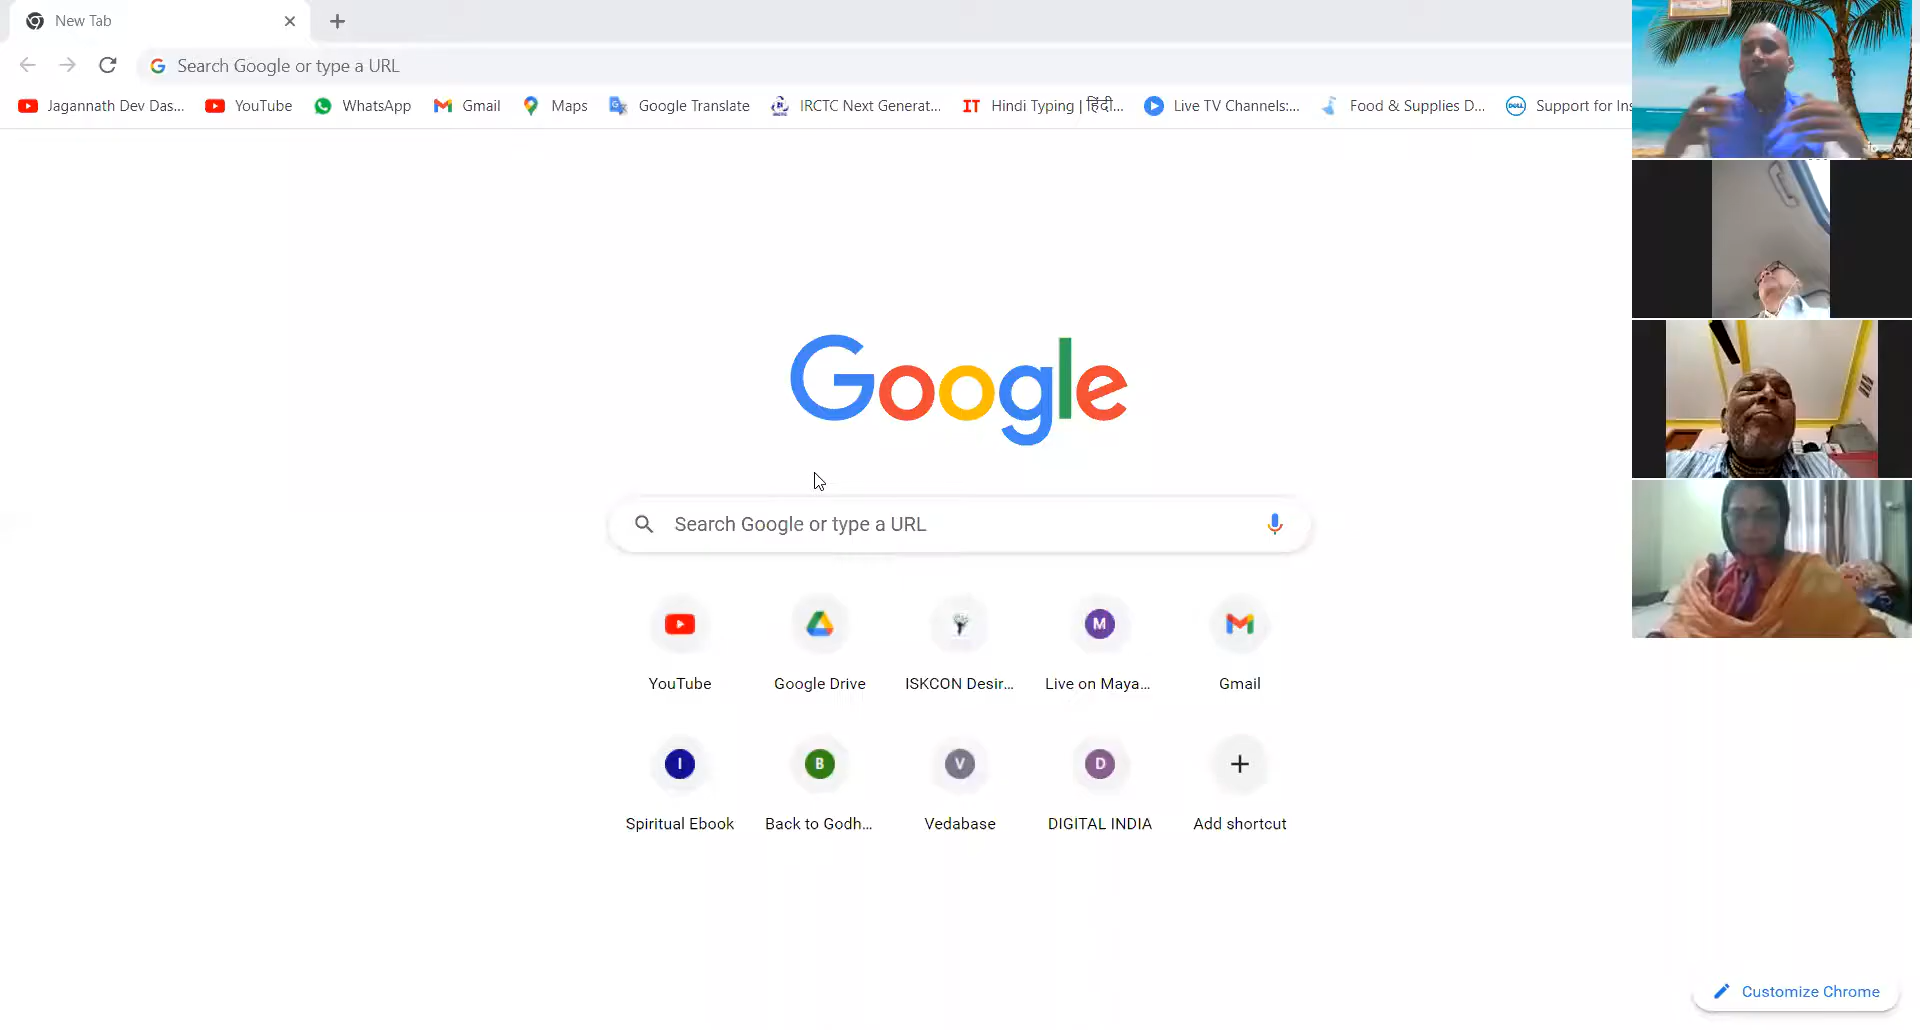 New Tab
Search Google or type a URL
Jagannath Dev Das... YouTube WhatsApp Gmail Maps Google Translate IRCTC Next Generat... IT Hindi Typing | हिंदी... Live TV Channels:... Food & Supplies D... DELL Support for Ins
Google
Search Google or type a URL
YouTube Google Drive ISKCON Desir... M Live on Maya... Gmail
I B V D
Spiritual Ebook Back to Godh... Vedabase DIGITAL INDIA Add shortcut
Customize Chrome